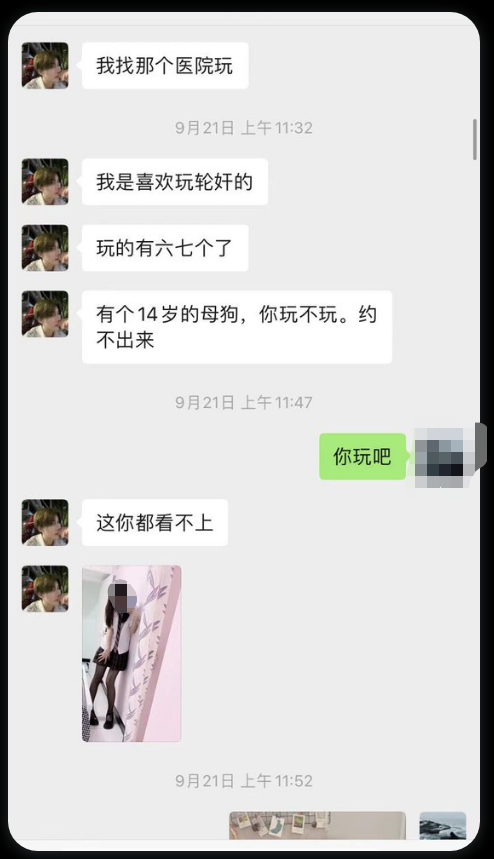 我找那个医院玩
9月21日 上午11:32
我是喜欢玩轮奸的
玩的有六七个了
有个14岁的母狗，你玩不玩。约
不出来
9月21日 上午11:47
你玩吧
这你都看不上
9月21日 上午11:52